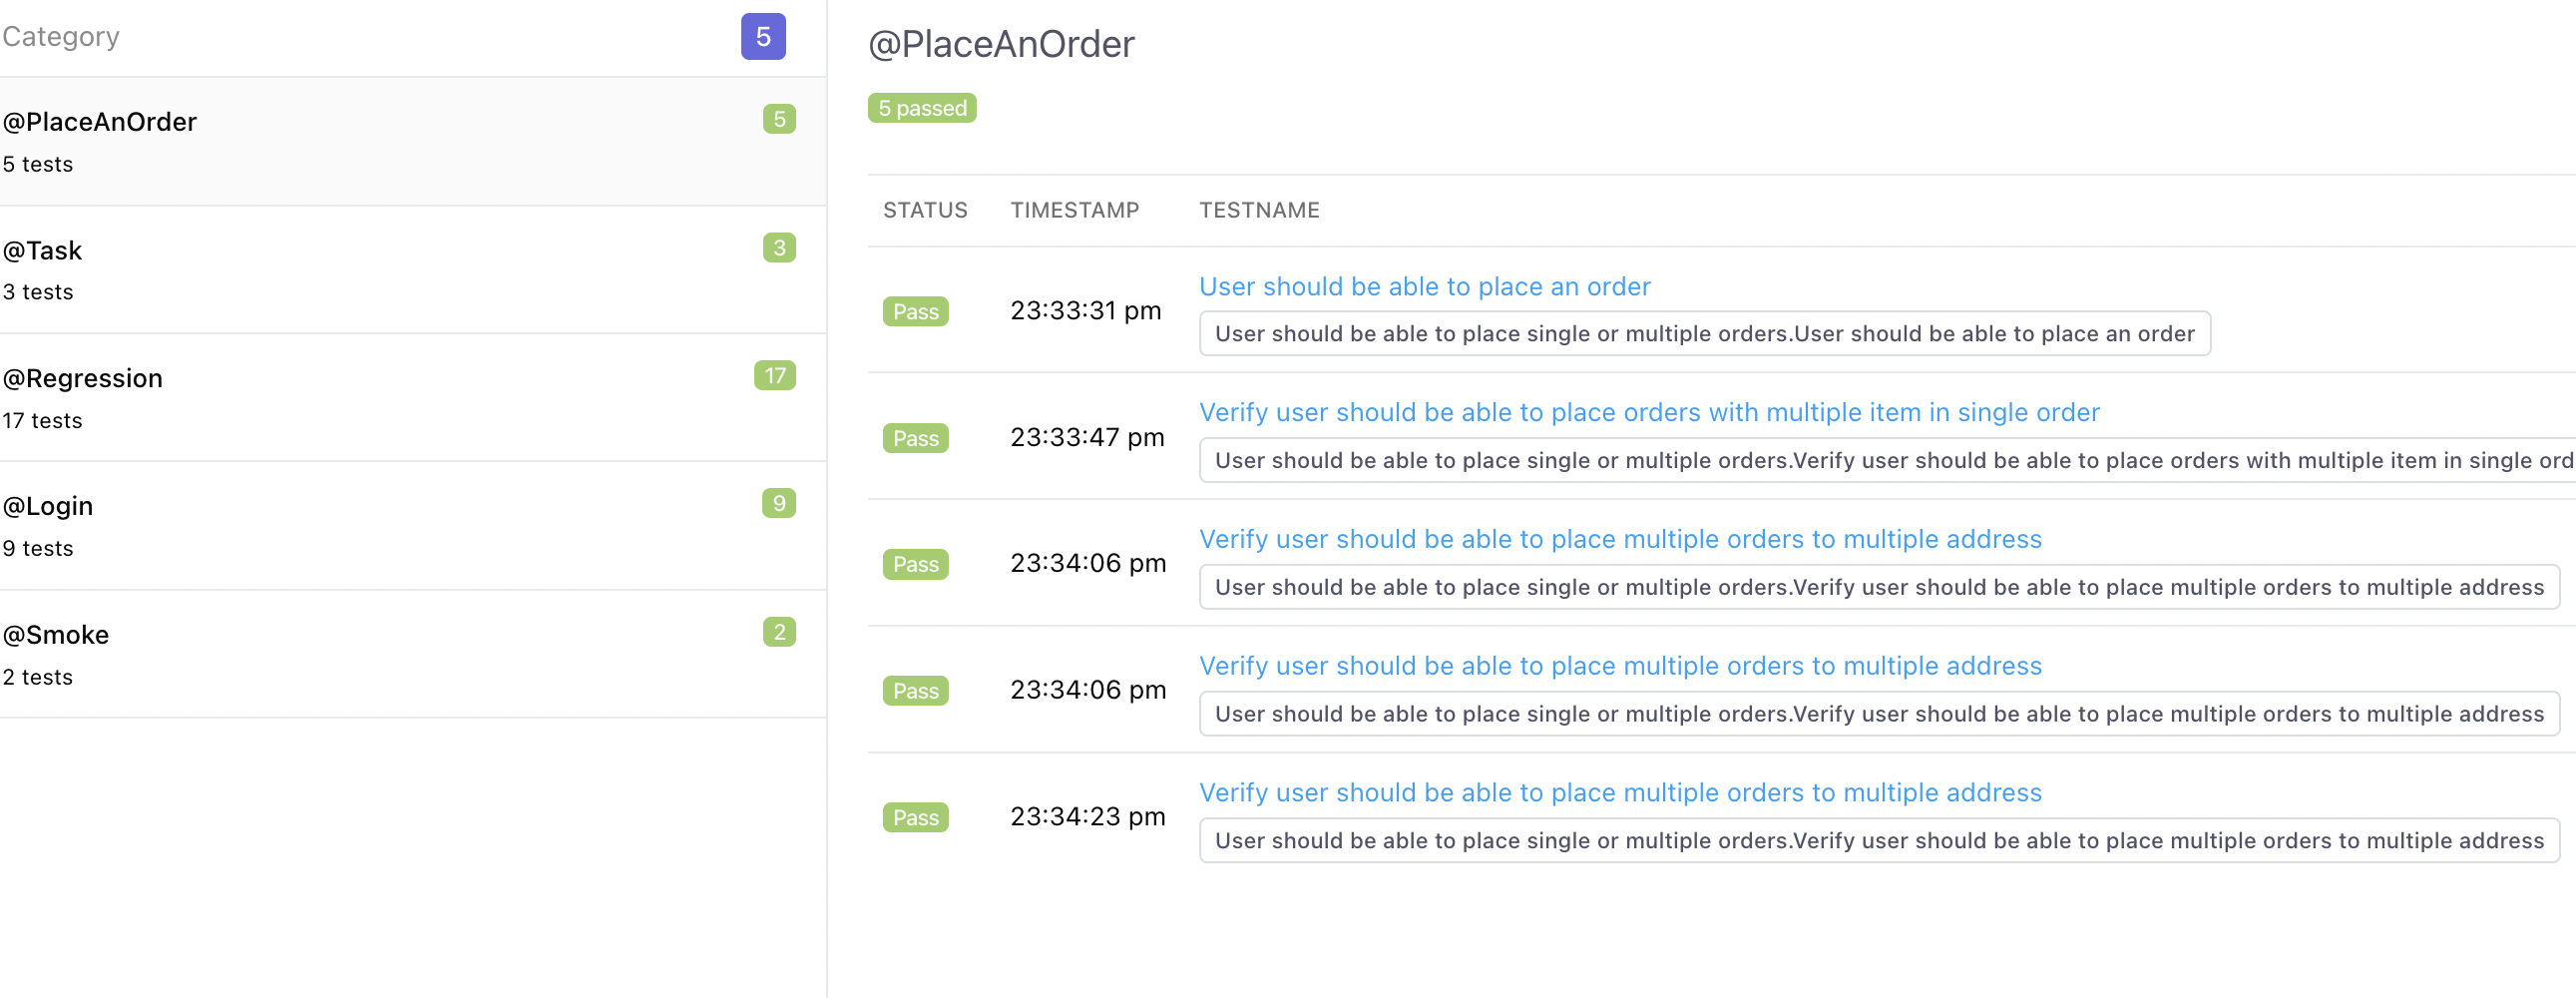 Category
5
@PlaceAnOrder
5
5 tests
@Task
3
3 tests
@Regression
17
17 tests
@Login
9
9 tests
@Smoke
2
2 tests
@PlaceAnOrder
5 passed
STATUS TIMESTAMP TESTNAME
User should be able to place an order
Pass 23:33:31 pm
User should be able to place single or multiple orders.User should be able to place an order
Verify user should be able to place orders with multiple item in single order
Pass 23:33:47 pm
User should be able to place single or multiple orders.Verify user should be able to place orders with multiple item in single ord
Verify user should be able to place multiple orders to multiple address
Pass 23:34:06 pm
User should be able to place single or multiple orders.Verify user should be able to place multiple orders to multiple address
Verify user should be able to place multiple orders to multiple address
Pass 23:34:06 pm
User should be able to place single or multiple orders.Verify user should be able to place multiple orders to multiple address
Verify user should be able to place multiple orders to multiple address
Pass 23:34:23 pm
User should be able to place single or multiple orders.Verify user should be able to place multiple orders to multiple address